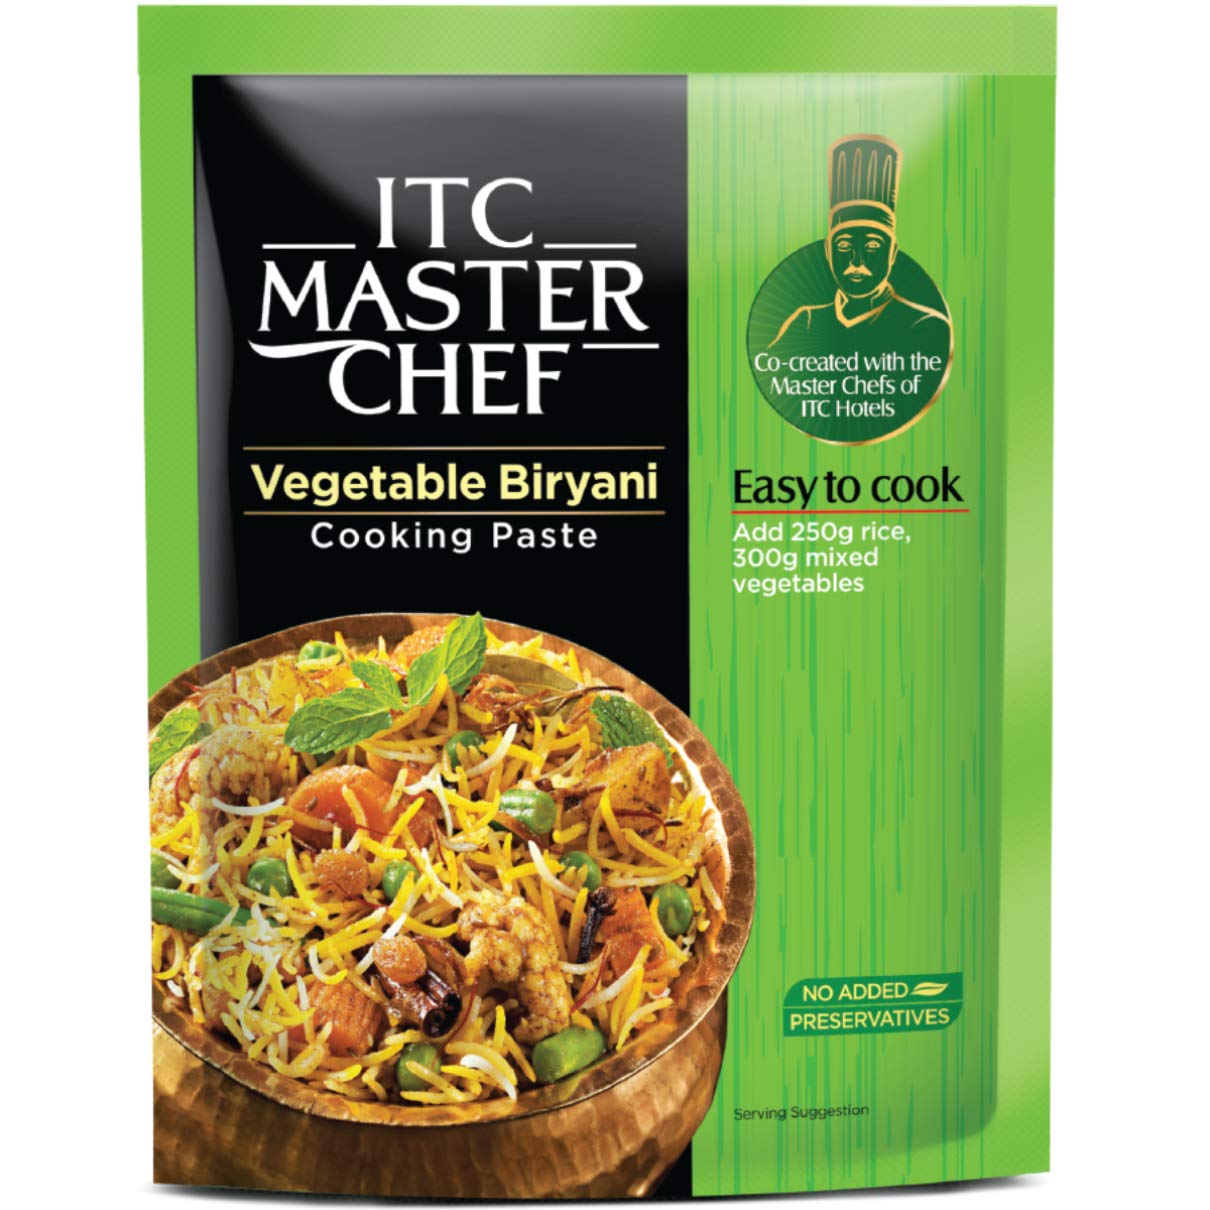 ITC
MASTER
CHEF
Vegetable Biryani
Cooking Paste
Co-created with the
Master Chefs of
ITC Hotels
Easy to cook
Add 250g rice,
300g mixed
vegetables
NO ADDED
PRESERVATIVES
Serving Suggestion